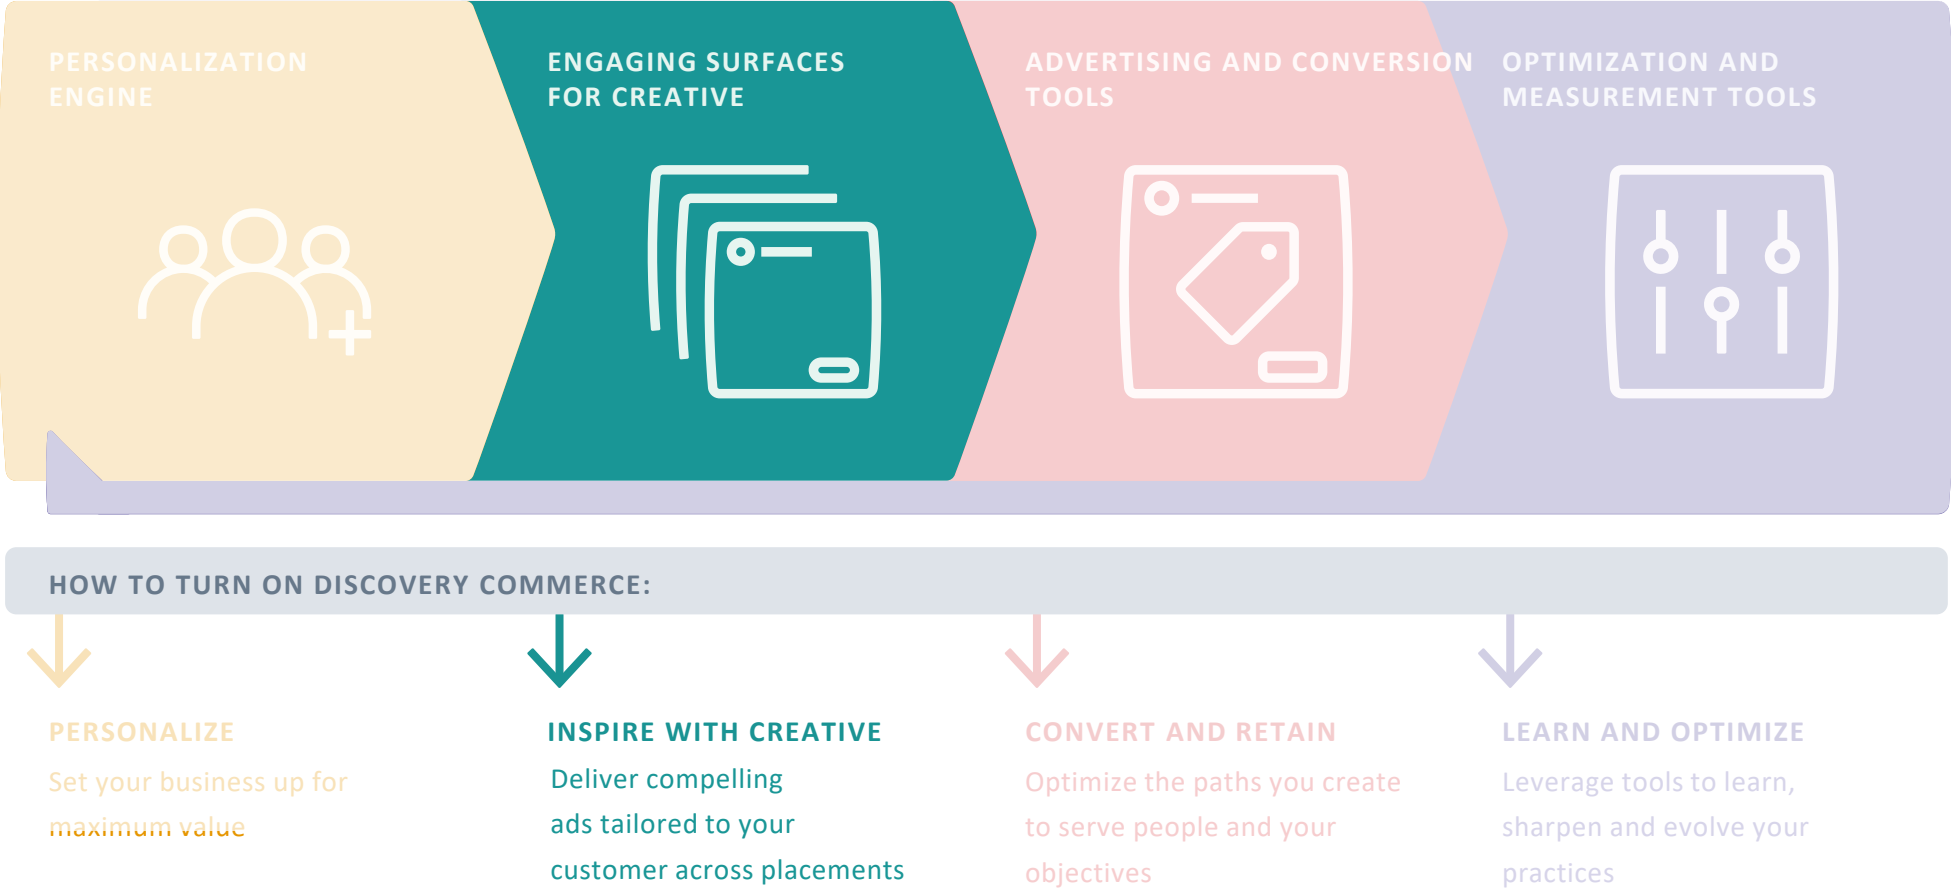 PERSONALIZATION
ENGINE
ENGAGING SURFACES
FOR CREATIVE
ADVERTISING AND CONVERSION
TOOLS
OPTIMIZATION AND
MEASUREMENT TOOLS
HOW TO TURN ON DISCOVERY COMMERCE:
PERSONALIZE
Set your business up for
maximum value
INSPIRE WITH CREATIVE
Deliver compelling
ads tailored to your
customer across placements
CONVERT AND RETAIN
Optimize the paths you create
to serve people and your
objectives
LEARN AND OPTIMIZE
Leverage tools to learn,
sharpen and evolve your
practices